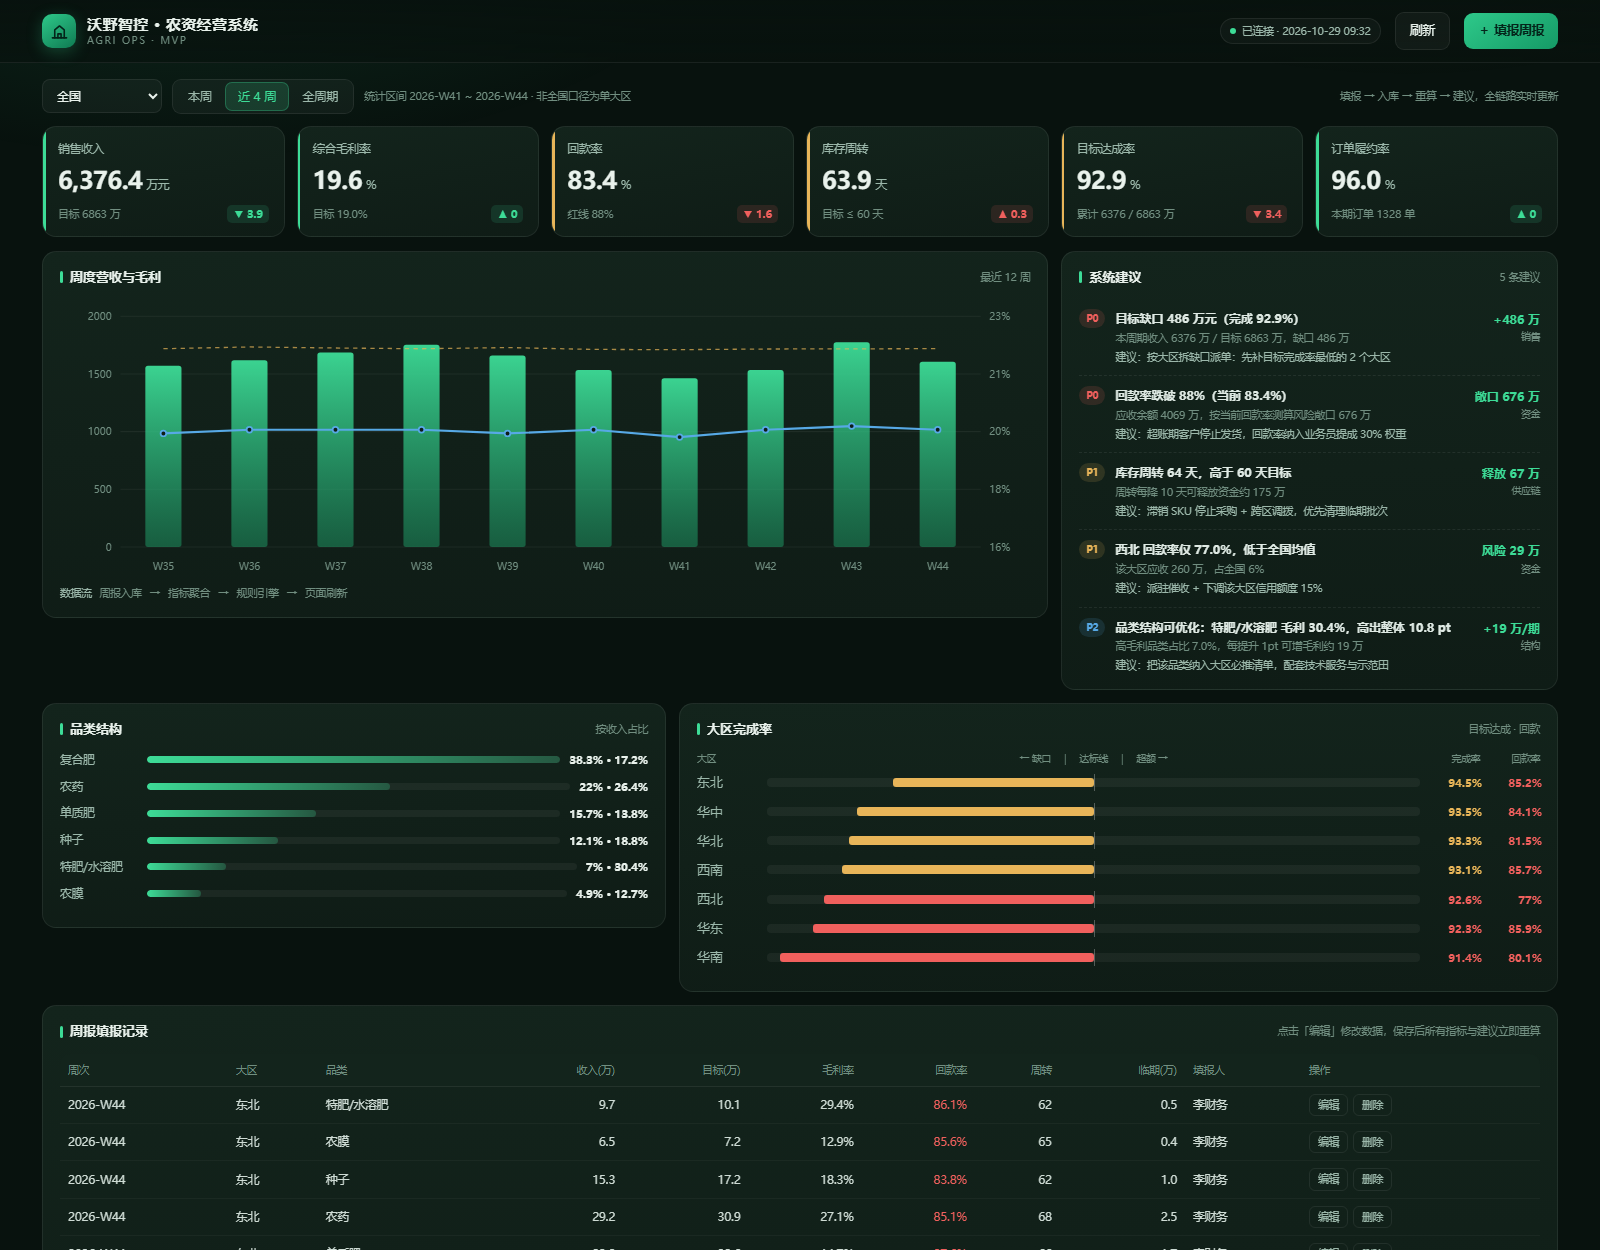 沃野智控 • 农资经营系统
AGRI OPS · MVP
已连接 · 2026-10-29 09:32
刷新
+ 填报周报
全国
本周
近 4 周
全周期
统计区间 2026-W41 ~ 2026-W44 · 非全国口径为单大区
填报 → 入库 → 重算 → 建议，全链路实时更新
销售收入
6,376.4 万元
目标 6863 万
▼ 3.9
综合毛利率
19.6 %
目标 19.0%
▲ 0
回款率
83.4 %
红线 88%
▼ 1.6
库存周转
63.9 天
目标 ≤ 60 天
▲ 0.3
目标达成率
92.9 %
累计 6376 / 6863 万
▼ 3.4
订单履约率
96.0 %
本期订单 1328 单
▲ 0
周度营收与毛利
最近 12 周
2000
1500
1000
500
0
23%
21%
20%
18%
16%
W35
W36
W37
W38
W39
W40
W41
W42
W43
W44
数据流 周报入库 → 指标聚合 → 规则引擎 → 页面刷新
系统建议
5 条建议
P0
目标缺口 486 万元（完成 92.9%）
+486 万
本周期收入 6376 万 / 目标 6863 万，缺口 486 万
销售
建议：按大区拆缺口派单：先补目标完成率最低的 2 个大区
P0
回款率跌破 88%（当前 83.4%）
敞口 676 万
应收余额 4069 万，按当前回款率测算风险敞口 676 万
资金
建议：超账期客户停止发货，回款率纳入业务员提成 30% 权重
P1
库存周转 64 天，高于 60 天目标
释放 67 万
周转每降 10 天可释放资金约 175 万
供应链
建议：滞销 SKU 停止采购 + 跨区调拨，优先清理临期批次
P1
西北 回款率仅 77.0%，低于全国均值
风险 29 万
该大区应收 260 万，占全国 6%
资金
建议：派驻催收 + 下调该大区信用额度 15%
P2
品类结构可优化：特肥/水溶肥 毛利 30.4%，高出整体 10.8 pt
+19 万/期
高毛利品类占比 7.0%，每提升 1pt 可增毛利约 19 万
结构
建议：把该品类纳入大区必推清单，配套技术服务与示范田
品类结构
按收入占比
复合肥 38.3% • 17.2%
农药 22% • 26.4%
单质肥 15.7% • 13.8%
种子 12.1% • 18.8%
特肥/水溶肥 7% • 30.4%
农膜 4.9% • 12.7%
大区完成率
目标达成 · 回款
大区 ← 缺口 | 达标线 | 超额 → 完成率 回款率
东北 94.5% 85.2%
华中 93.5% 84.1%
华北 93.3% 81.5%
西南 93.1% 85.7%
西北 92.6% 77%
华东 92.3% 85.9%
华南 91.4% 80.1%
周报填报记录
点击「编辑」修改数据，保存后所有指标与建议立即重算
周次 大区 品类 收入(万) 目标(万) 毛利率 回款率 周转 临期(万) 填报人 操作
2026-W44 东北 特肥/水溶肥 9.7 10.1 29.4% 86.1% 62 0.5 李财务 编辑 删除
2026-W44 东北 农膜 6.5 7.2 12.9% 85.6% 65 0.4 李财务 编辑 删除
2026-W44 东北 种子 15.3 17.2 18.3% 83.8% 62 1.0 李财务 编辑 删除
2026-W44 东北 农药 29.2 30.9 27.1% 85.1% 68 2.5 李财务 编辑 删除